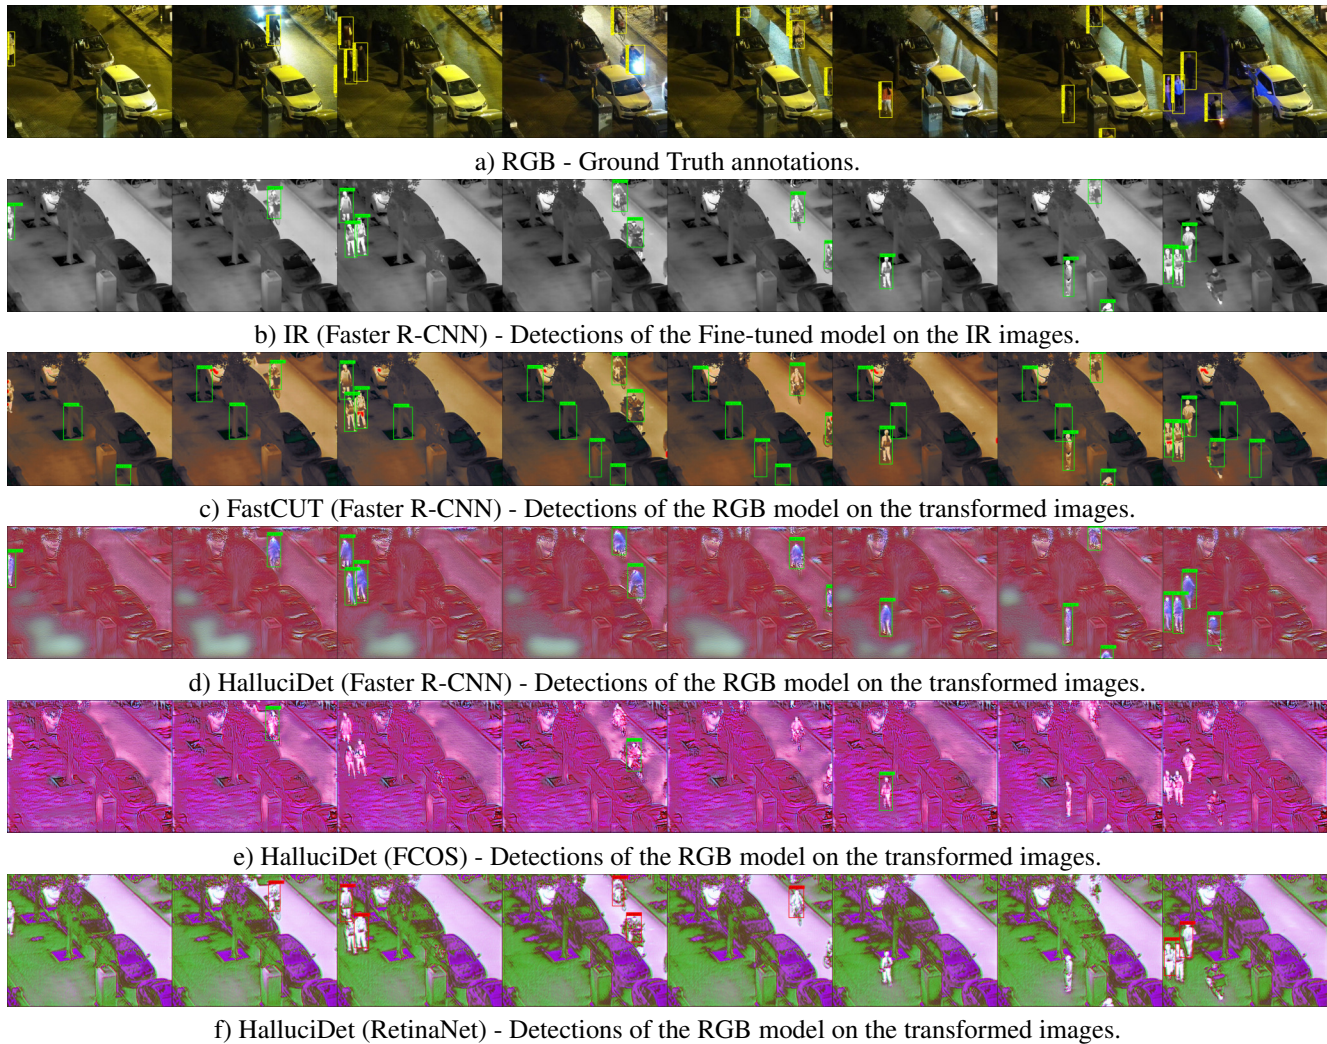 a) RGB - Ground Truth annotations.
b) IR (Faster R-CNN) - Detections of the Fine-tuned model on the IR images.
c) FastCUT (Faster R-CNN) - Detections of the RGB model on the transformed images.
d) HalluciDet (Faster R-CNN) - Detections of the RGB model on the transformed images.
e) HalluciDet (FCOS) - Detections of the RGB model on the transformed images.
f) HalluciDet (RetinaNet) - Detections of the RGB model on the transformed images.